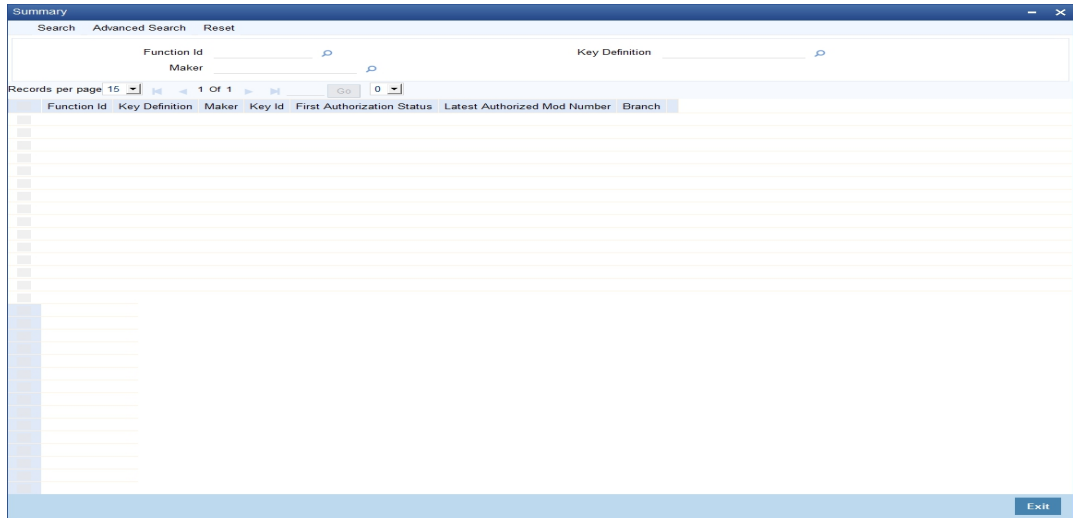 Summary
Search Advanced Search Reset
Function Id Key Definition
Maker
Records per page 15 1 Of 1 Go 0
Function Id Key Definition Maker Key Id First Authorization Status Latest Authorized Mod Number Branch
Exit